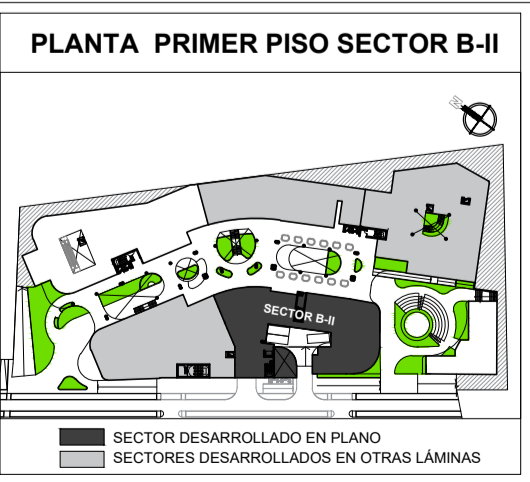 PLANTA PRIMER PISO SECTOR B-II
N
SECTOR B-II
SECTOR DESARROLLADO EN PLANO
SECTORES DESARROLLADOS EN OTRAS LÁMINAS